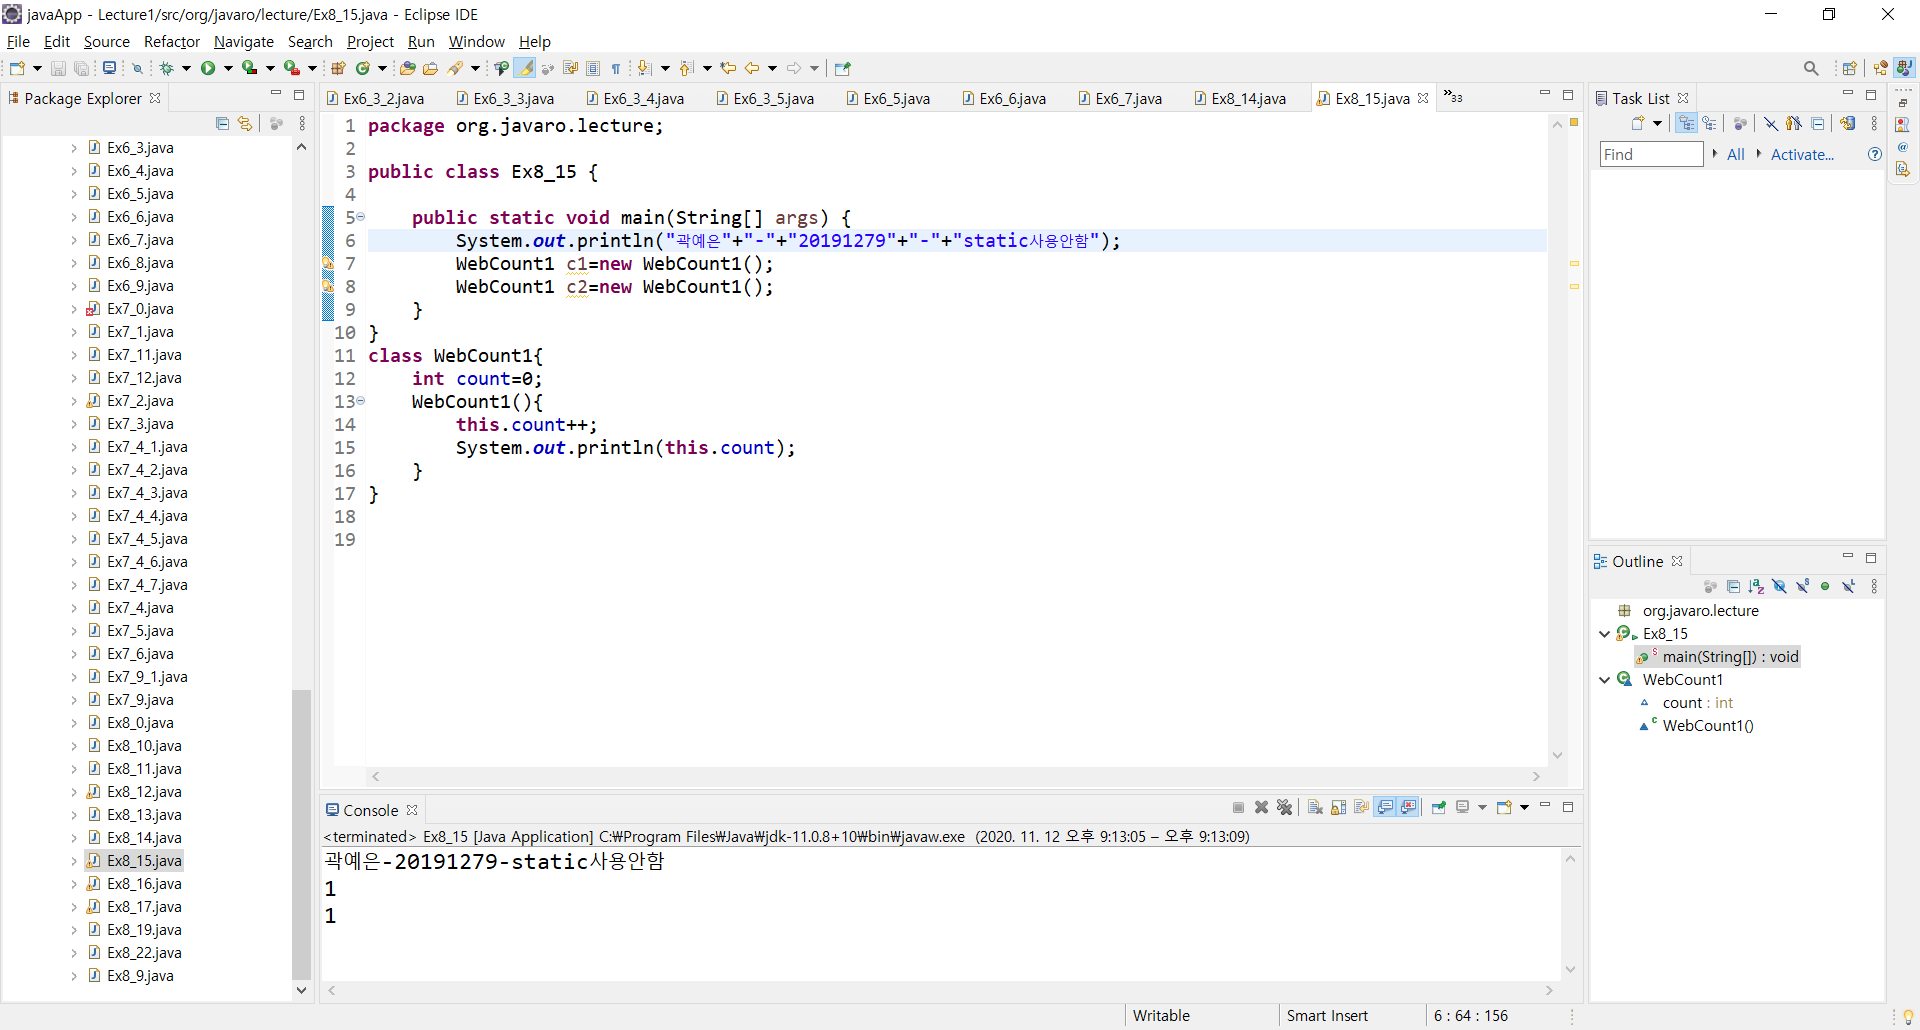 javaApp - Lecture1/src/org/javaro/lecture/Ex8_15.java - Eclipse IDE
File Edit Source Refactor Navigate Search Project Run Window Help
Package Explorer
Ex6_3.java
Ex6_4.java
Ex6_5.java
Ex6_6.java
Ex6_7.java
Ex6_8.java
Ex6_9.java
Ex7_0.java
Ex7_1.java
Ex7_11.java
Ex7_12.java
Ex7_2.java
Ex7_3.java
Ex7_4_1.java
Ex7_4_2.java
Ex7_4_3.java
Ex7_4_4.java
Ex7_4_5.java
Ex7_4_6.java
Ex7_4_7.java
Ex7_4.java
Ex7_5.java
Ex7_6.java
Ex7_9_1.java
Ex7_9.java
Ex8_0.java
Ex8_10.java
Ex8_11.java
Ex8_12.java
Ex8_13.java
Ex8_14.java
Ex8_15.java
Ex8_16.java
Ex8_17.java
Ex8_19.java
Ex8_22.java
Ex8_9.java
Ex6_3_2.java Ex6_3_3.java Ex6_3_4.java Ex6_3_5.java Ex6_5.java Ex6_6.java Ex6_7.java Ex8_14.java Ex8_15.java »33
1 package org.javaro.lecture;
2
3 public class Ex8_15 {
4
5 public static void main(String[] args) {
6 System.out.println("곽예은"+"-"+"20191279"+"-"+"static사용안함");
7 WebCount1 c1=new WebCount1();
8 WebCount1 c2=new WebCount1();
9 }
10 }
11 class WebCount1{
12 int count=0;
13 WebCount1(){
14 this.count++;
15 System.out.println(this.count);
16 }
17 }
18
19
Console
<terminated> Ex8_15 [Java Application] C:₩Program Files₩Java₩jdk-11.0.8+10₩bin₩javaw.exe (2020. 11. 12 오후 9:13:05 – 오후 9:13:09)
곽예은-20191279-static사용안함
1
1
Task List
Find All Activate...
Outline
org.javaro.lecture
Ex8_15
main(String[]) : void
WebCount1
count : int
WebCount1()
Writable Smart Insert 6 : 64 : 156